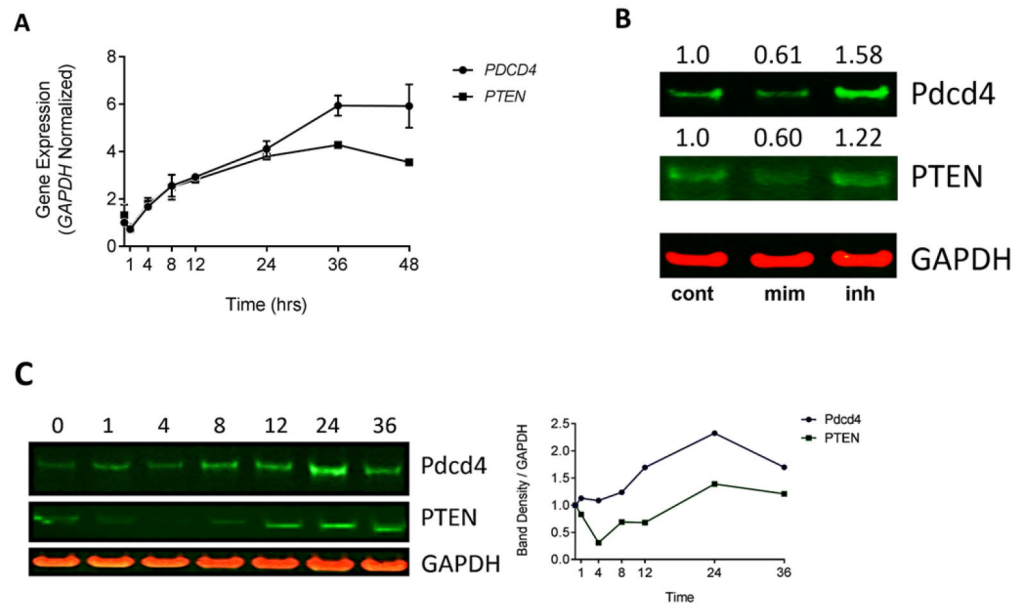 A
Gene Expression
(GAPDH Normalized)
8
6
4
2
0
1 4 8 12 24 36 48
Time (hrs)
PDCD4
PTEN
B
1.0 0.61 1.58
Pdcd4
1.0 0.60 1.22
PTEN
GAPDH
cont mim inh
C
0 1 4 8 12 24 36
Pdcd4
PTEN
GAPDH
Band Density / GAPDH
2.5
2.0
1.5
1.0
0.5
0.0
1 4 8 12 24 36
Time
Pdcd4
PTEN